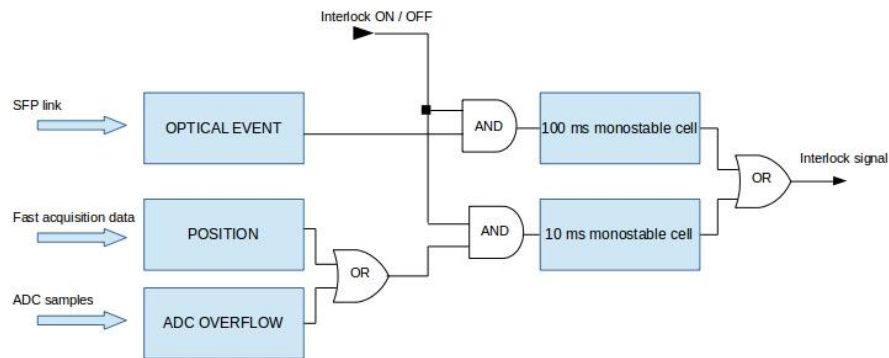 Interlock ON / OFF
SFP link
OPTICAL EVENT
AND
100 ms monostable cell
Interlock signal
OR
Fast acquisition data
POSITION
AND
10 ms monostable cell
OR
ADC samples
ADC OVERFLOW